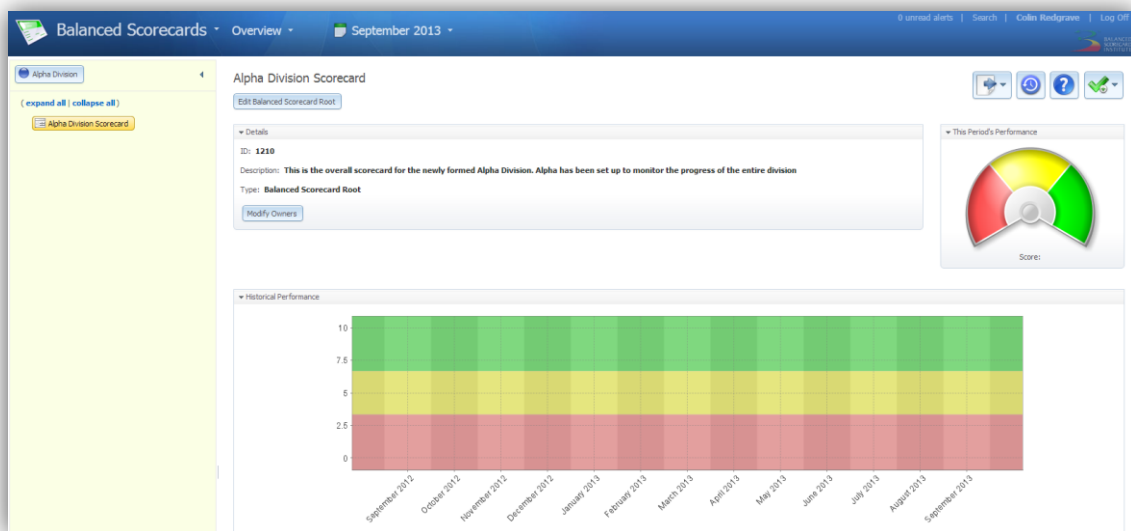 0 unread alerts | Search | Colin Redgrave | Log Off
Balanced Scorecards Overview September 2013
BALANCED
SCORECARD
INSTITUTE
Alpha Division
(expand all | collapse all)
Alpha Division Scorecard
Alpha Division Scorecard
Edit Balanced Scorecard Root
Details
ID: 1210
Description: This is the overall scorecard for the newly formed Alpha Division. Alpha has been set up to monitor the progress of the entire division
Type: Balanced Scorecard Root
Modify Owners
This Period's Performance
Score:
Historical Performance
10
7.5
5
2.5
0
September 2012
October 2012
November 2012
December 2012
January 2013
February 2013
March 2013
April 2013
May 2013
June 2013
July 2013
August 2013
September 2013